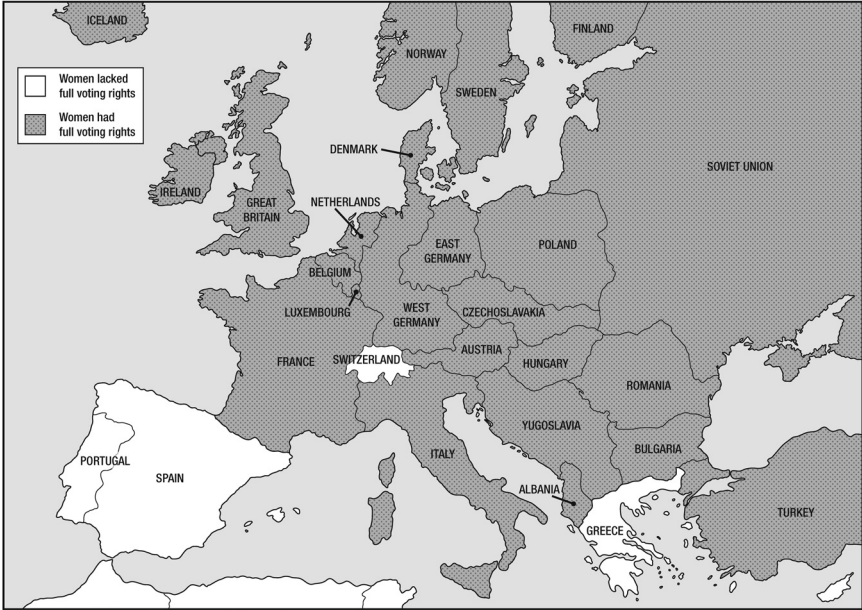 ICELAND
FINLAND
NORWAY
Women lacked
full voting rights
Women had
full voting rights
SWEDEN
DENMARK
SOVIET UNION
IRELAND
GREAT
BRITAIN
NETHERLANDS
EAST
GERMANY
POLAND
BELGIUM
LUXEMBOURG
WEST
GERMANY
CZECHOSLAVAKIA
FRANCE
SWITZERLAND
AUSTRIA
HUNGARY
ROMANIA
YUGOSLAVIA
BULGARIA
ITALY
PORTUGAL
SPAIN
ALBANIA
GREECE
TURKEY